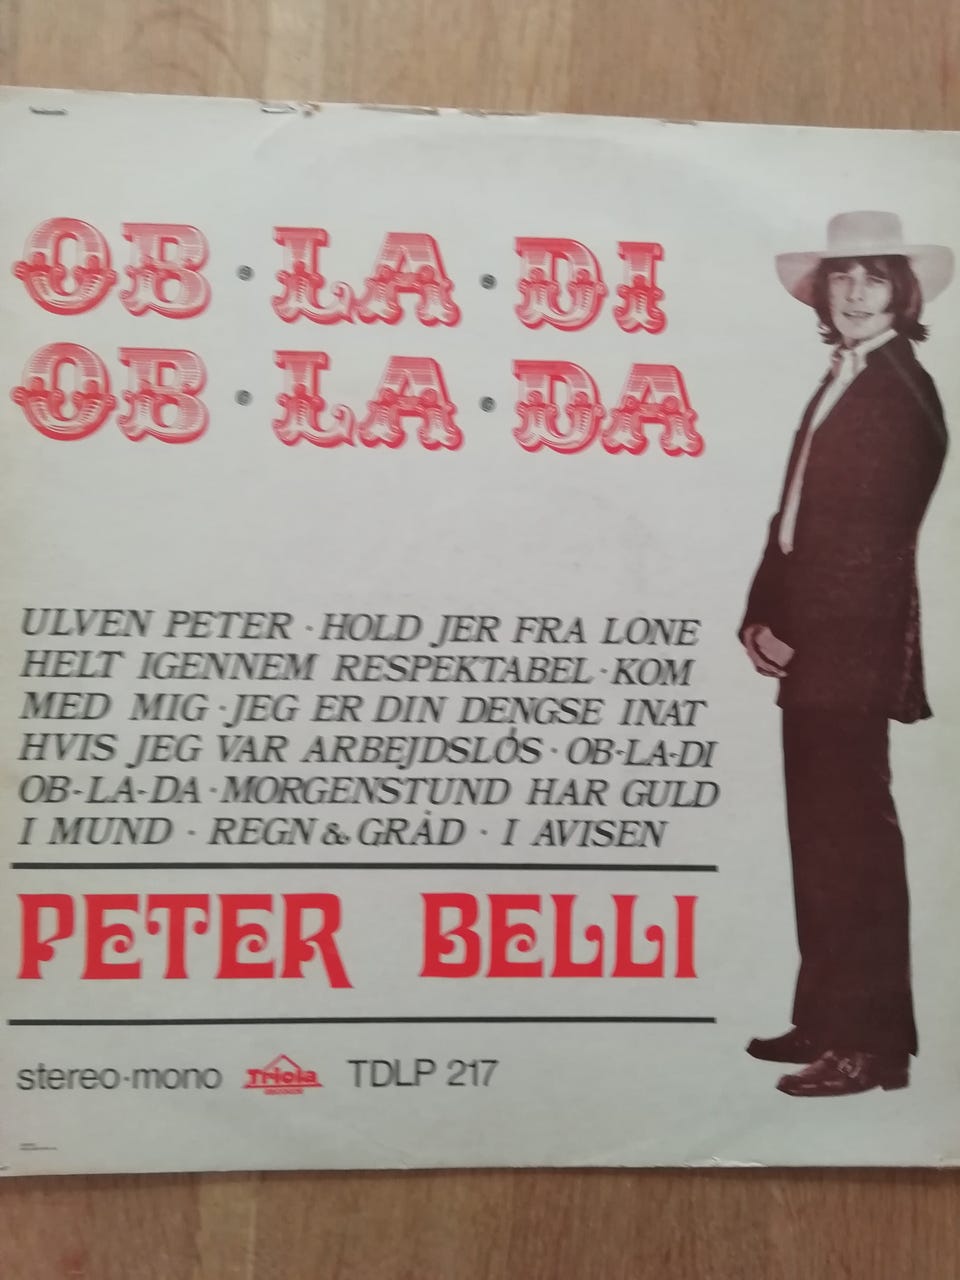 OB · LA · DI
OB · LA · DA
ULVEN PETER · HOLD JER FRA LONE
HELT IGENNEM RESPEKTABEL · KOM
MED MIG · JEG ER DIN DENGSE INAT
HVIS JEG VAR ARBEJDSLØS · OB-LA-DI
OB-LA-DA · MORGENSTUND HAR GULD
I MUND · REGN & GRÅD · I AVISEN
PETER BELLI
stereo·mono Triola TDLP 217